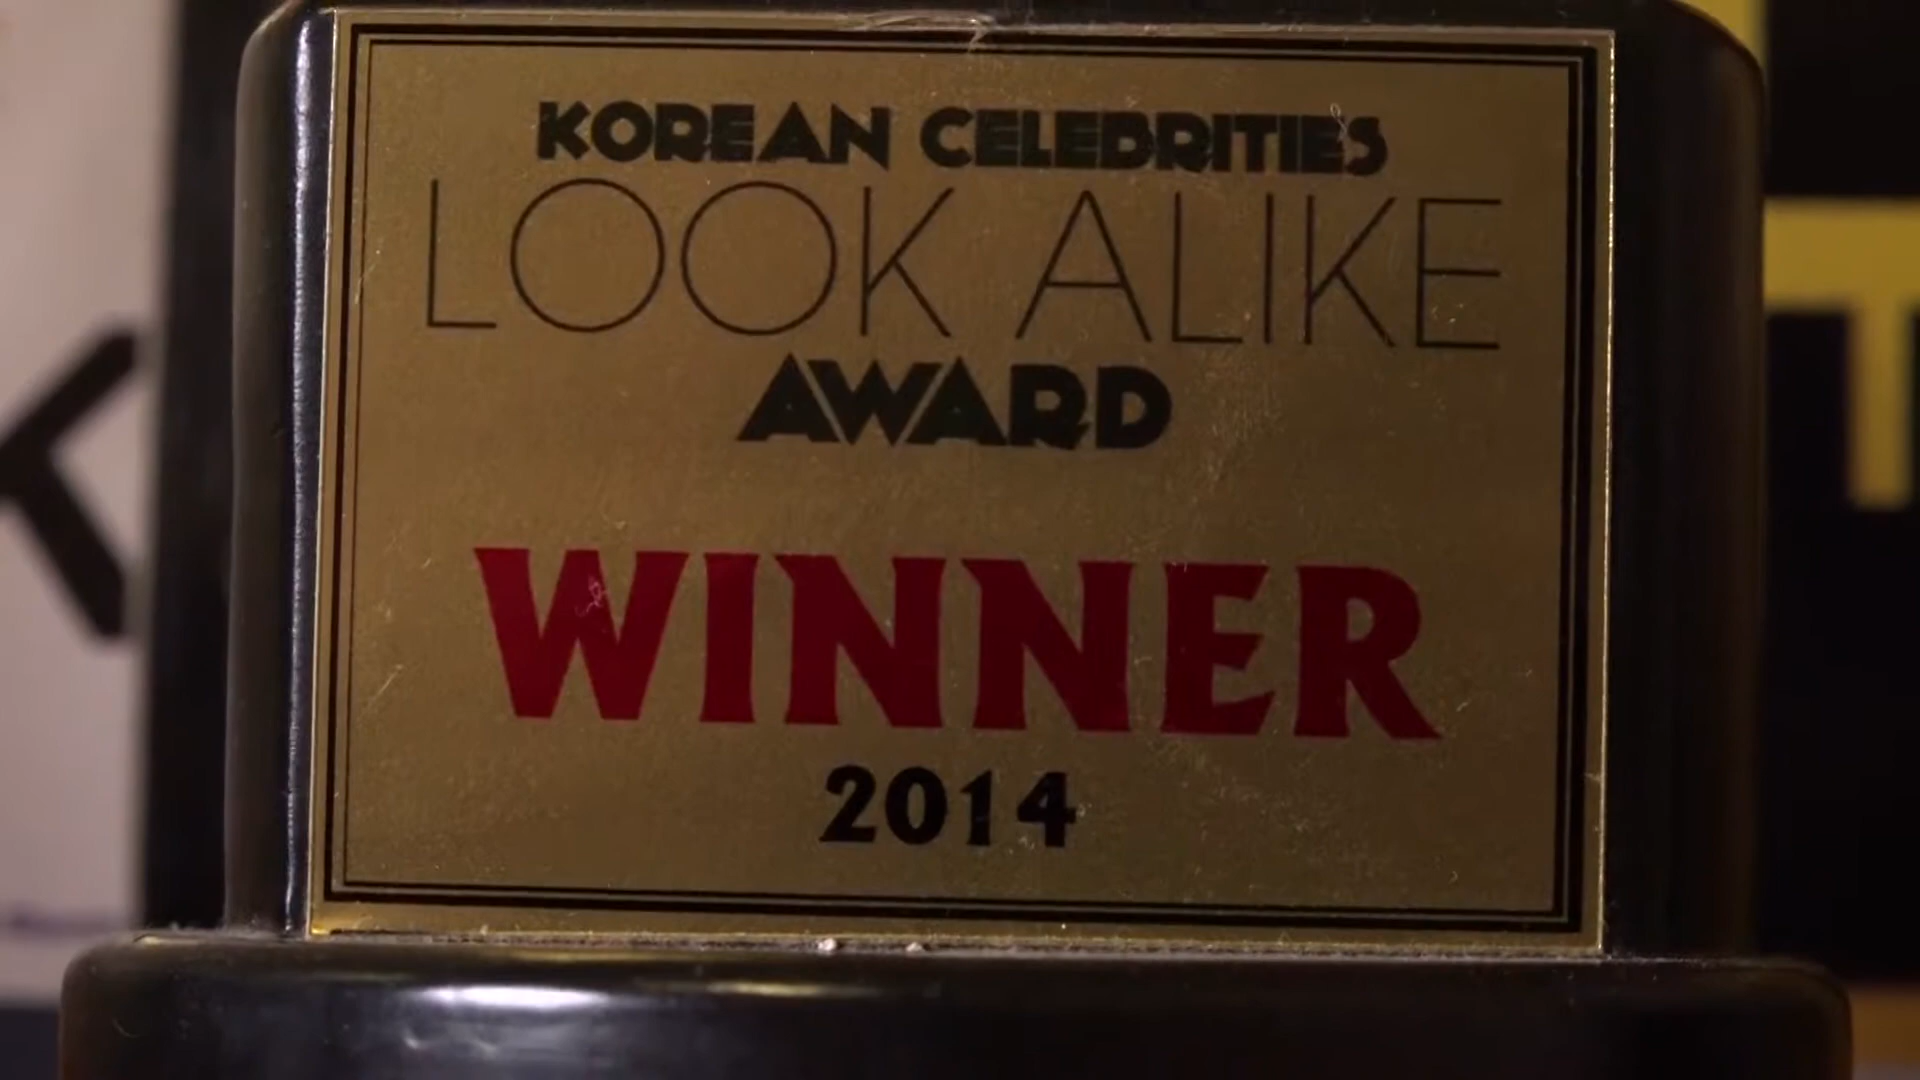 KOREAN CELEBRITIES
LOOK ALIKE
AWARD
WINNER
2014
K
T